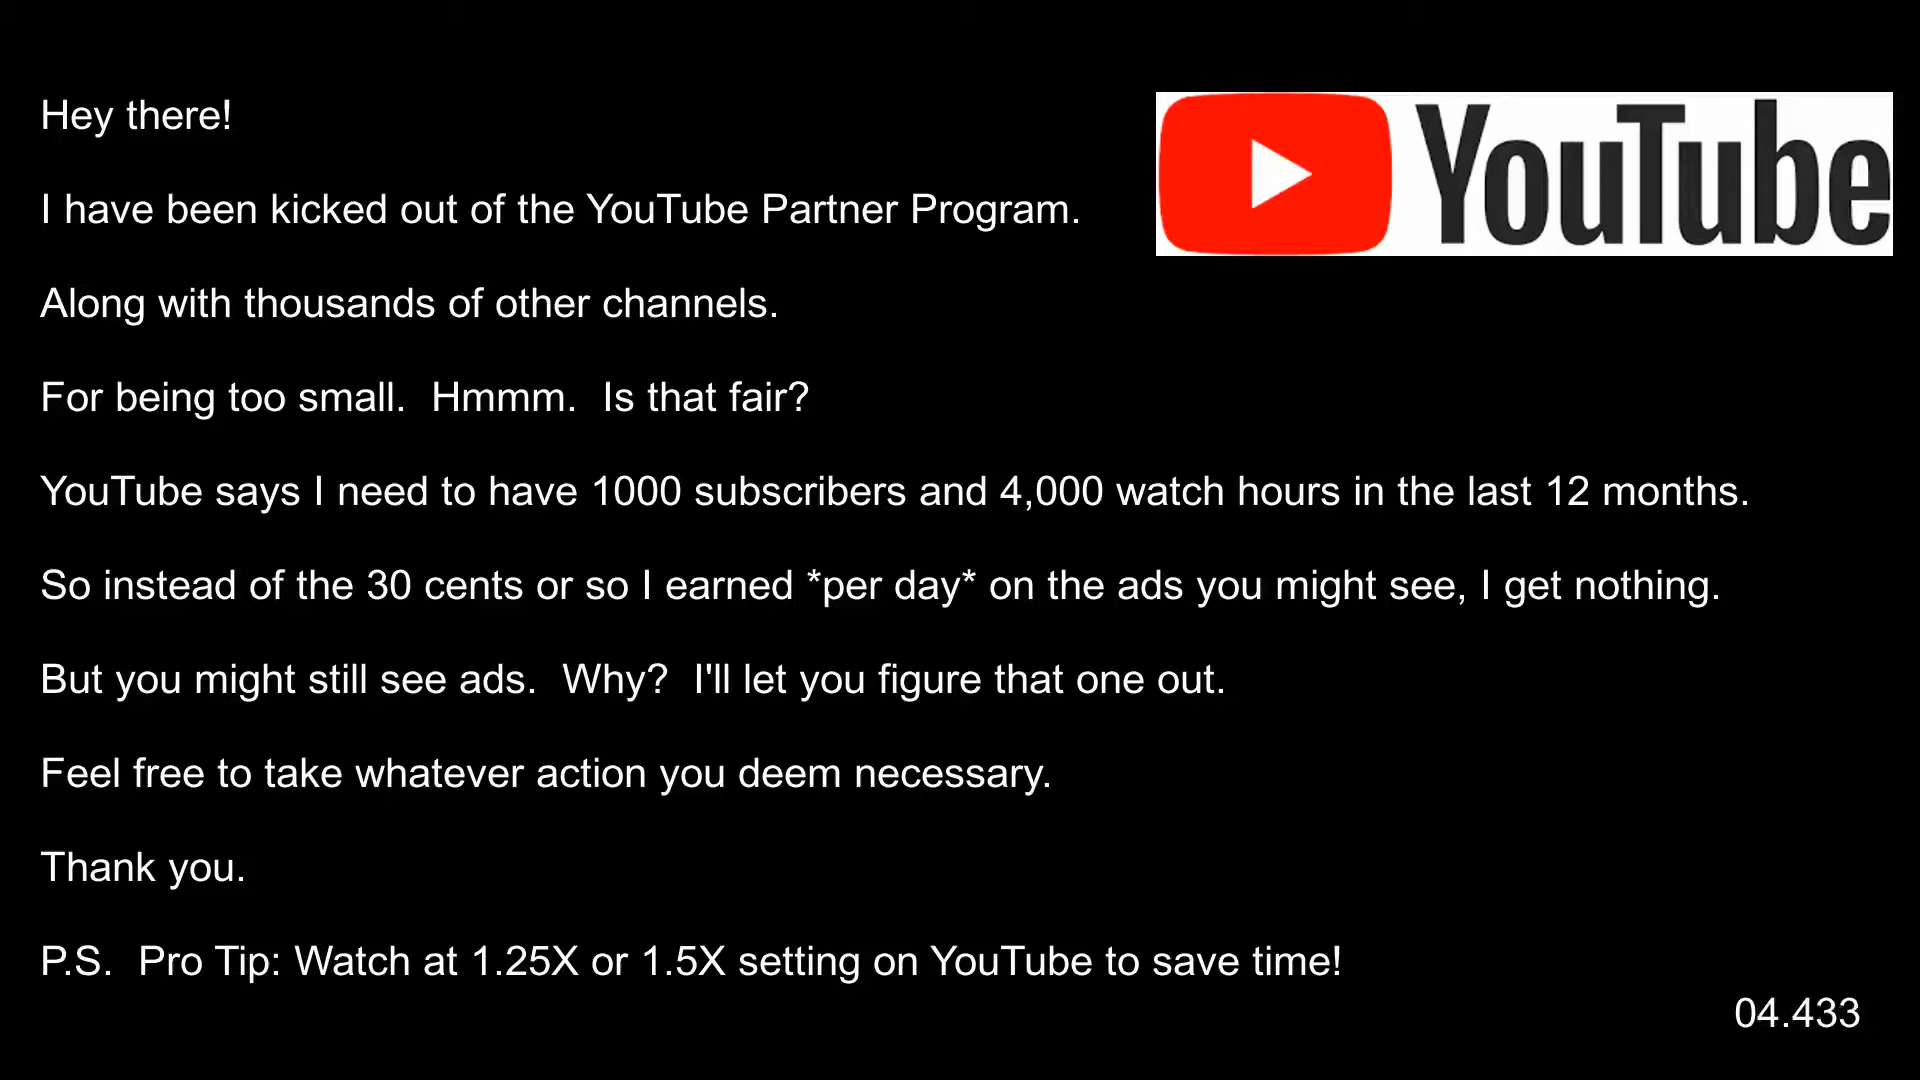 Hey there!
YouTube
I have been kicked out of the YouTube Partner Program.
Along with thousands of other channels.
For being too small.  Hmmm.  Is that fair?
YouTube says I need to have 1000 subscribers and 4,000 watch hours in the last 12 months.
So instead of the 30 cents or so I earned *per day* on the ads you might see, I get nothing.
But you might still see ads.  Why?  I'll let you figure that one out.
Feel free to take whatever action you deem necessary.
Thank you.
P.S.  Pro Tip: Watch at 1.25X or 1.5X setting on YouTube to save time!
04.433